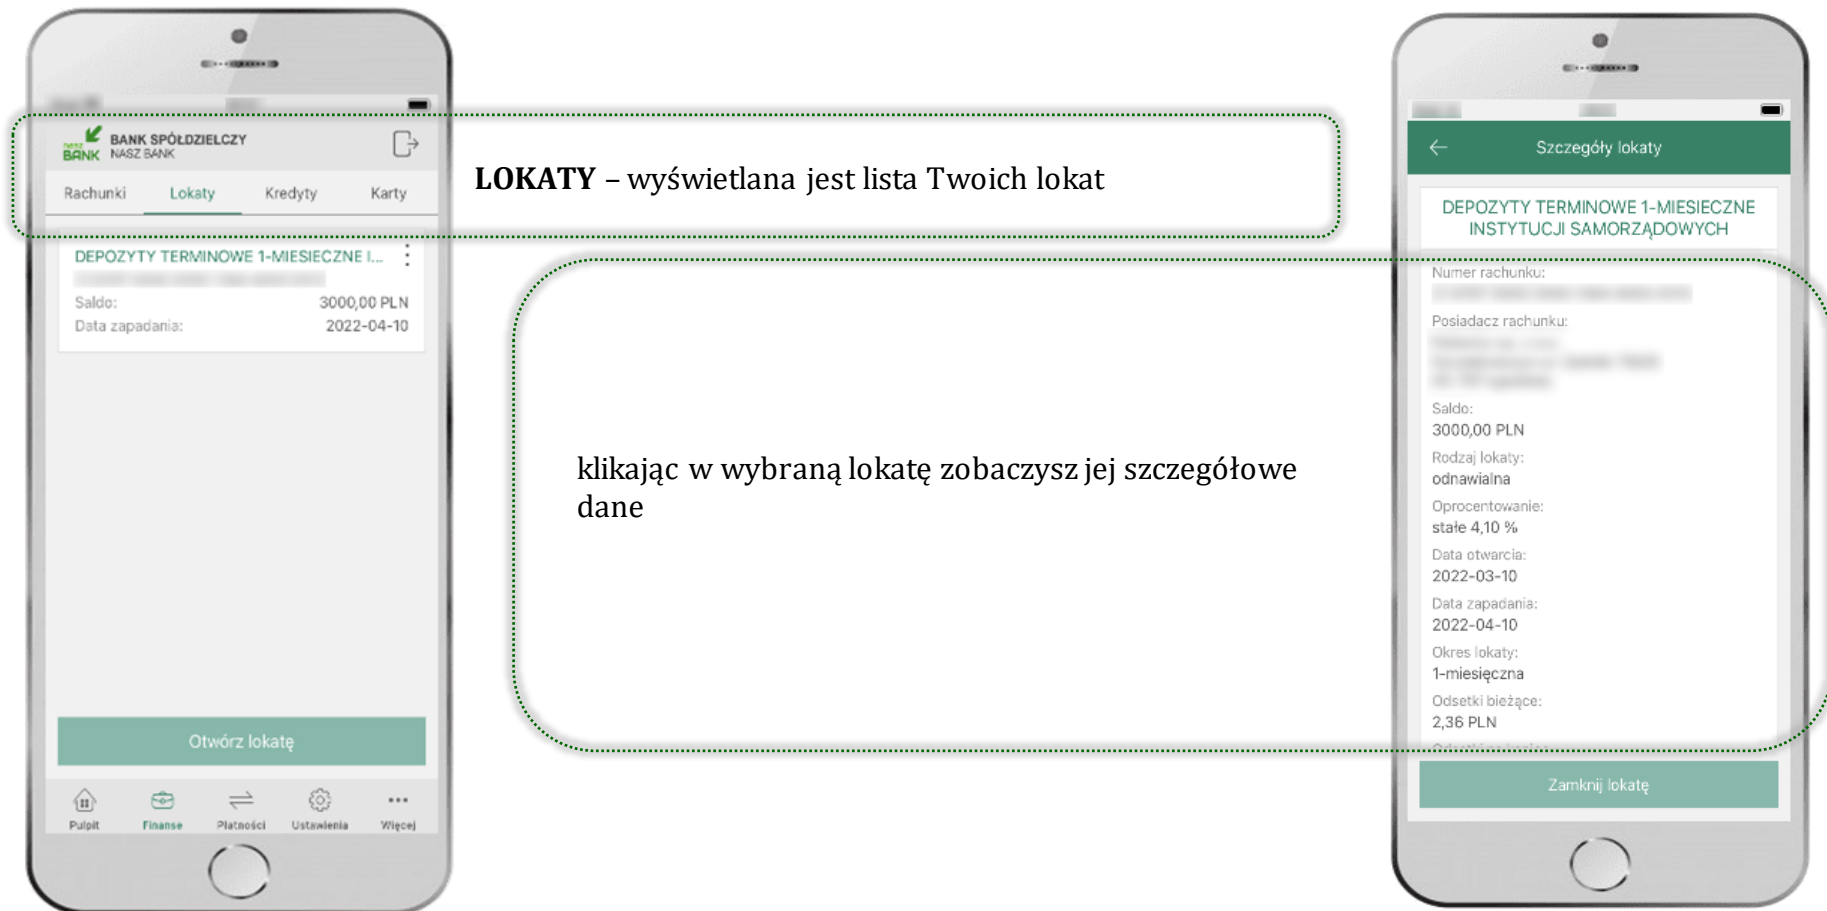 nasz
BANK
BANK SPÓŁDZIELCZY
NASZ BANK
Rachunki Lokaty Kredyty Karty
DEPOZYTY TERMINOWE 1-MIESIECZNE I...
Saldo: 3000,00 PLN
Data zapadania: 2022-04-10
Otwórz lokatę
Pulpit Finanse Płatności Ustawienia Więcej
LOKATY – wyświetlana jest lista Twoich lokat
klikając w wybraną lokatę zobaczysz jej szczegółowe
dane
Szczegóły lokaty
DEPOZYTY TERMINOWE 1-MIESIECZNE
INSTYTUCJI SAMORZĄDOWYCH
Numer rachunku:
Posiadacz rachunku:
Saldo:
3000,00 PLN
Rodzaj lokaty:
odnawialna
Oprocentowanie:
stałe 4,10 %
Data otwarcia:
2022-03-10
Data zapadania:
2022-04-10
Okres lokaty:
1-miesięczna
Odsetki bieżące:
2,36 PLN
Zamknij lokatę